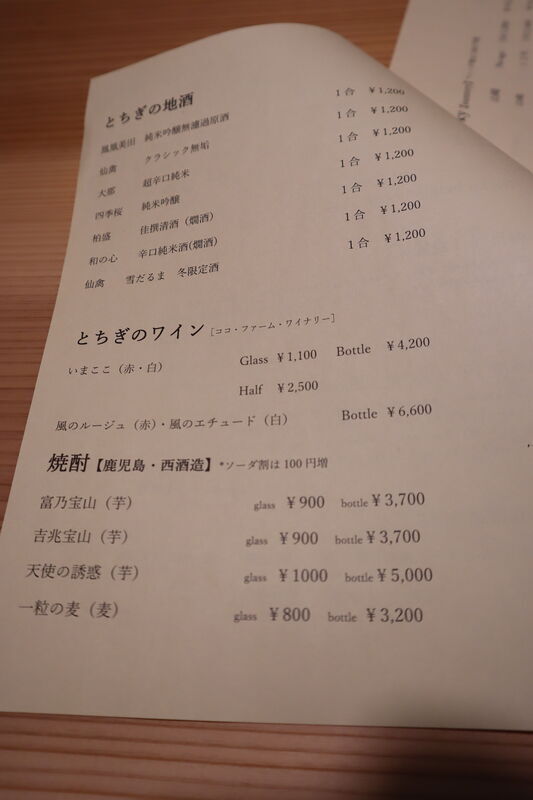 とちぎの地酒
鳳凰美田 純米吟醸無濾過原酒 1合 ¥1,200
仙禽 クラシック無垢 1合 ¥1,200
大那 超辛口純米 1合 ¥1,200
四季桜 純米吟醸 1合 ¥1,200
柏盛 佳撰清酒（燗酒） 1合 ¥1,200
和の心 辛口純米酒(燗酒) 1合 ¥1,200
仙禽 雪だるま 冬限定酒 1合 ¥1,200
とちぎのワイン［ココ・ファーム・ワイナリー］
いまここ（赤・白） Glass ¥1,100 Bottle ¥4,200
Half ¥2,500
風のルージュ（赤）・風のエチュード（白） Bottle ¥6,600
焼酎【鹿児島・西酒造】*ソーダ割は100円増
富乃宝山（芋） glass ¥900 bottle ¥3,700
吉兆宝山（芋） glass ¥900 bottle ¥3,700
天使の誘惑（芋） glass ¥1000 bottle ¥5,000
一粒の麦（麦） glass ¥800 bottle ¥3,200